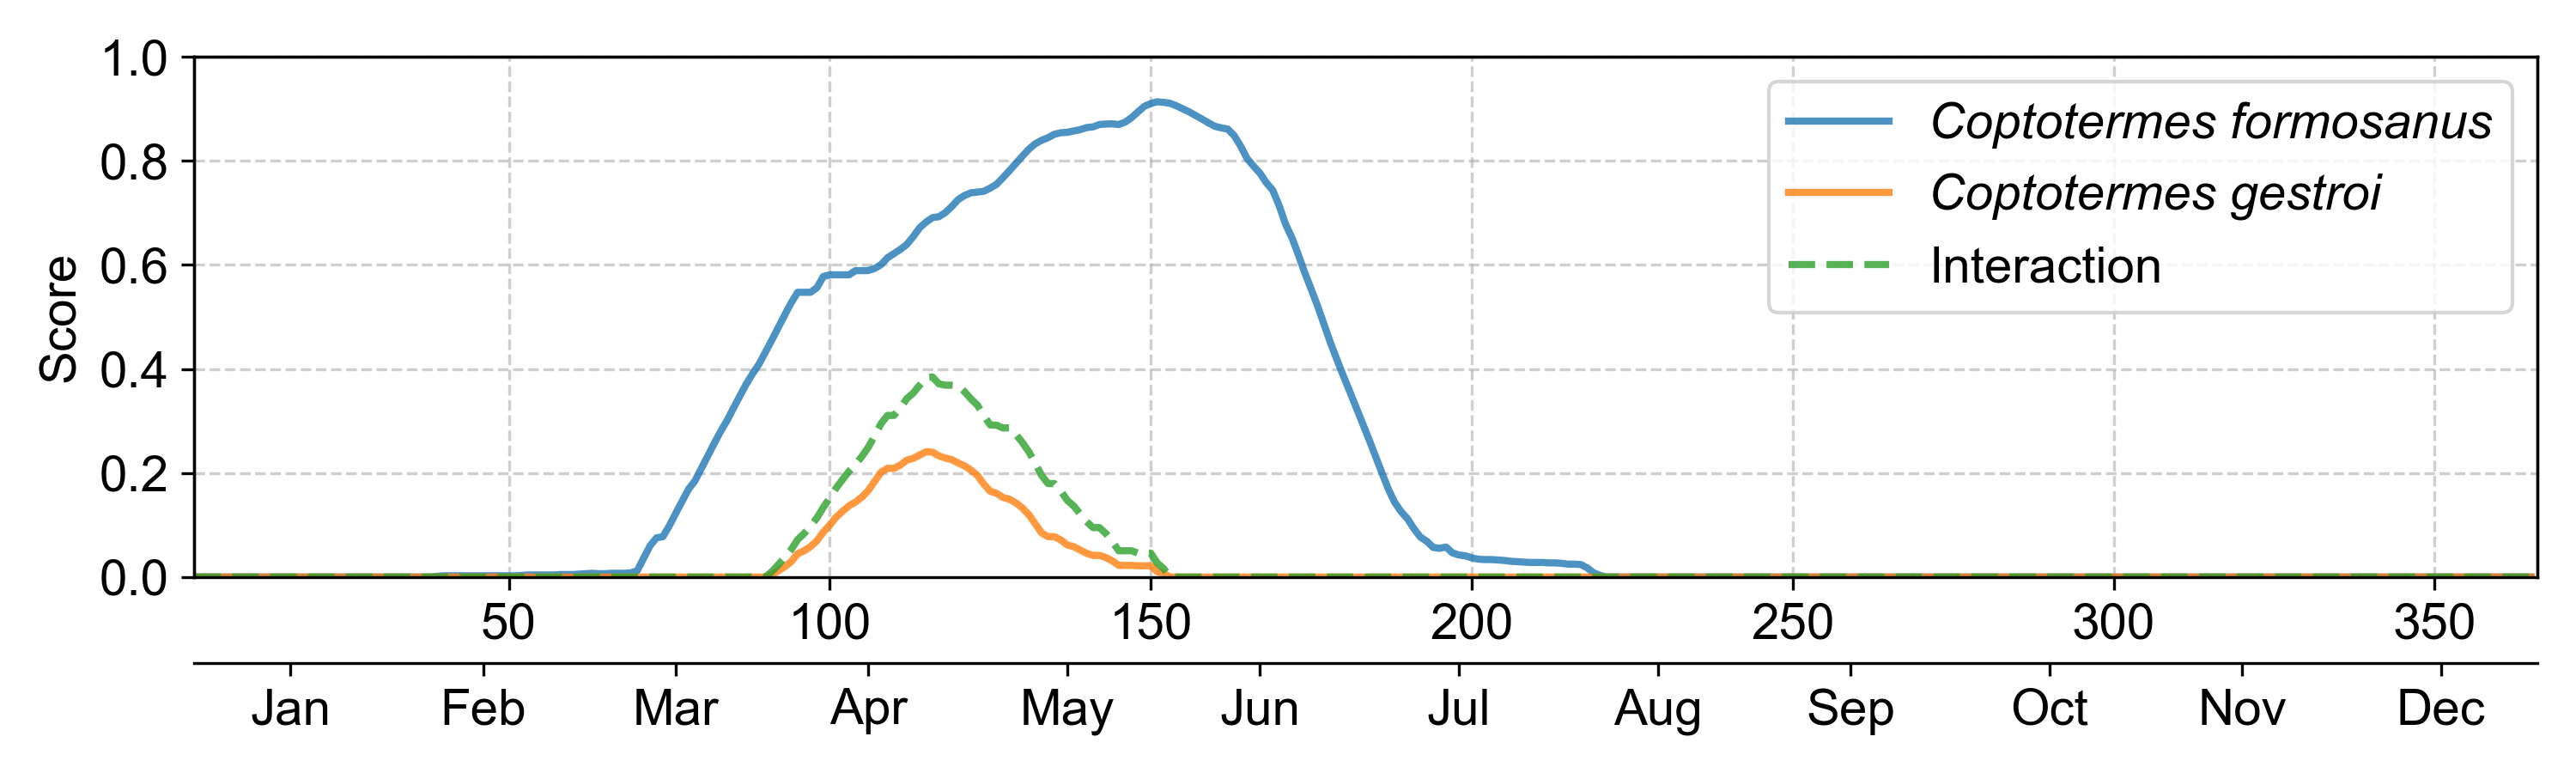 1.0
0.8
0.6
0.4
0.2
0.0
Score
Coptotermes formosanus
Coptotermes gestroi
Interaction
50 100 150 200 250 300 350
Jan Feb Mar Apr May Jun Jul Aug Sep Oct Nov Dec